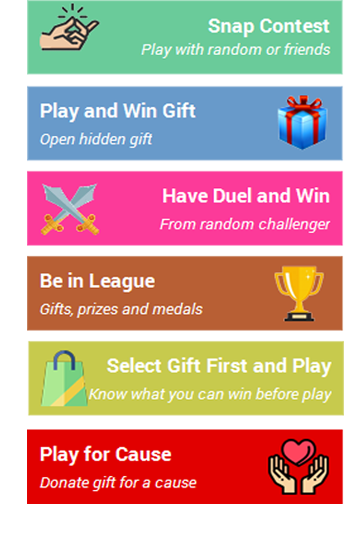 Snap Contest
Play with random or friends
Play and Win Gift
Open hidden gift
Have Duel and Win
From random challenger
Be in League
Gifts, prizes and medals
Select Gift First and Play
Know what you can win before play
Play for Cause
Donate gift for a cause